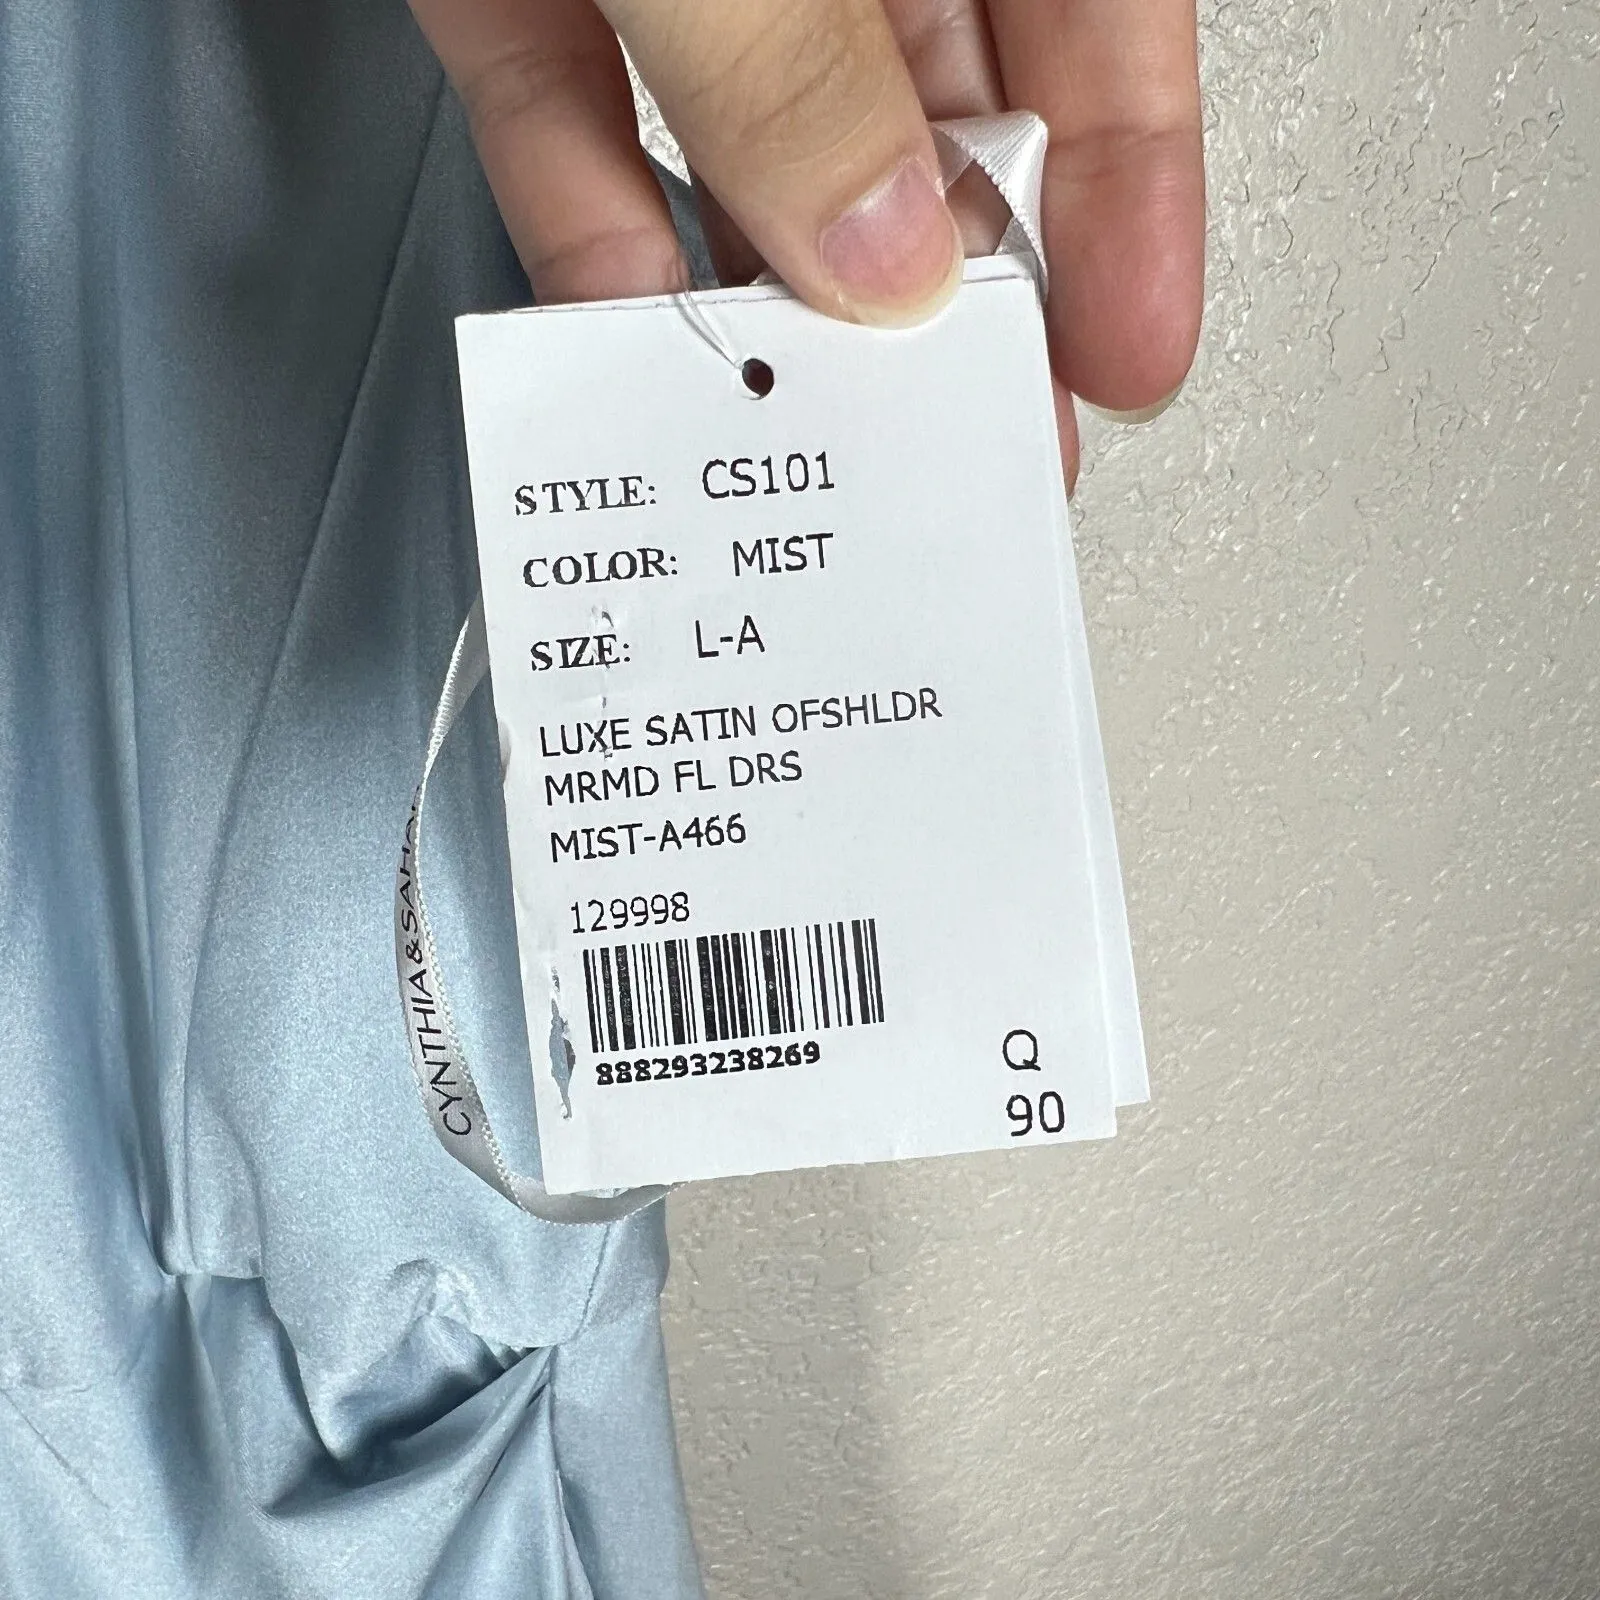 STYLE: CS101
COLOR: MIST
SIZE: L-A
LUXE SATIN OFSHLDR
MRMD FL DRS
MIST-A466
129998
888293238269
Q
90
CYNTHIA&SAHAR